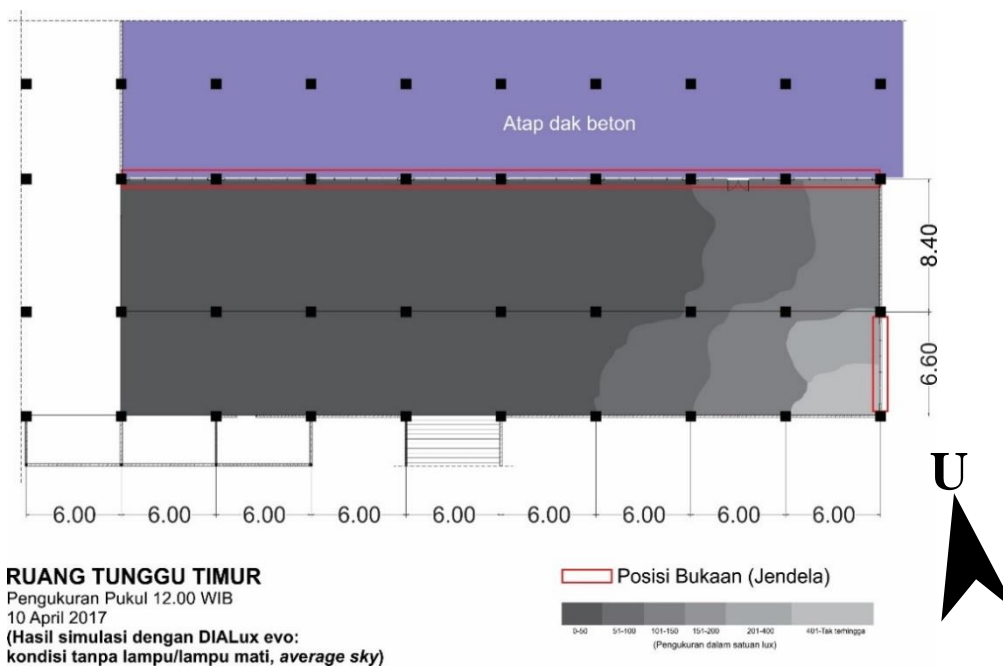 Atap dak beton
8.40
6.60
6.00 6.00 6.00 6.00 6.00 6.00 6.00 6.00 6.00
U
RUANG TUNGGU TIMUR
Pengukuran Pukul 12.00 WIB
10 April 2017
(Hasil simulasi dengan DIALux evo:
kondisi tanpa lampu/lampu mati, average sky)
Posisi Bukaan (Jendela)
0-50 51-100 101-150 151-200 201-400 401-Tak terhingga
(Pengukuran dalam satuan lux)